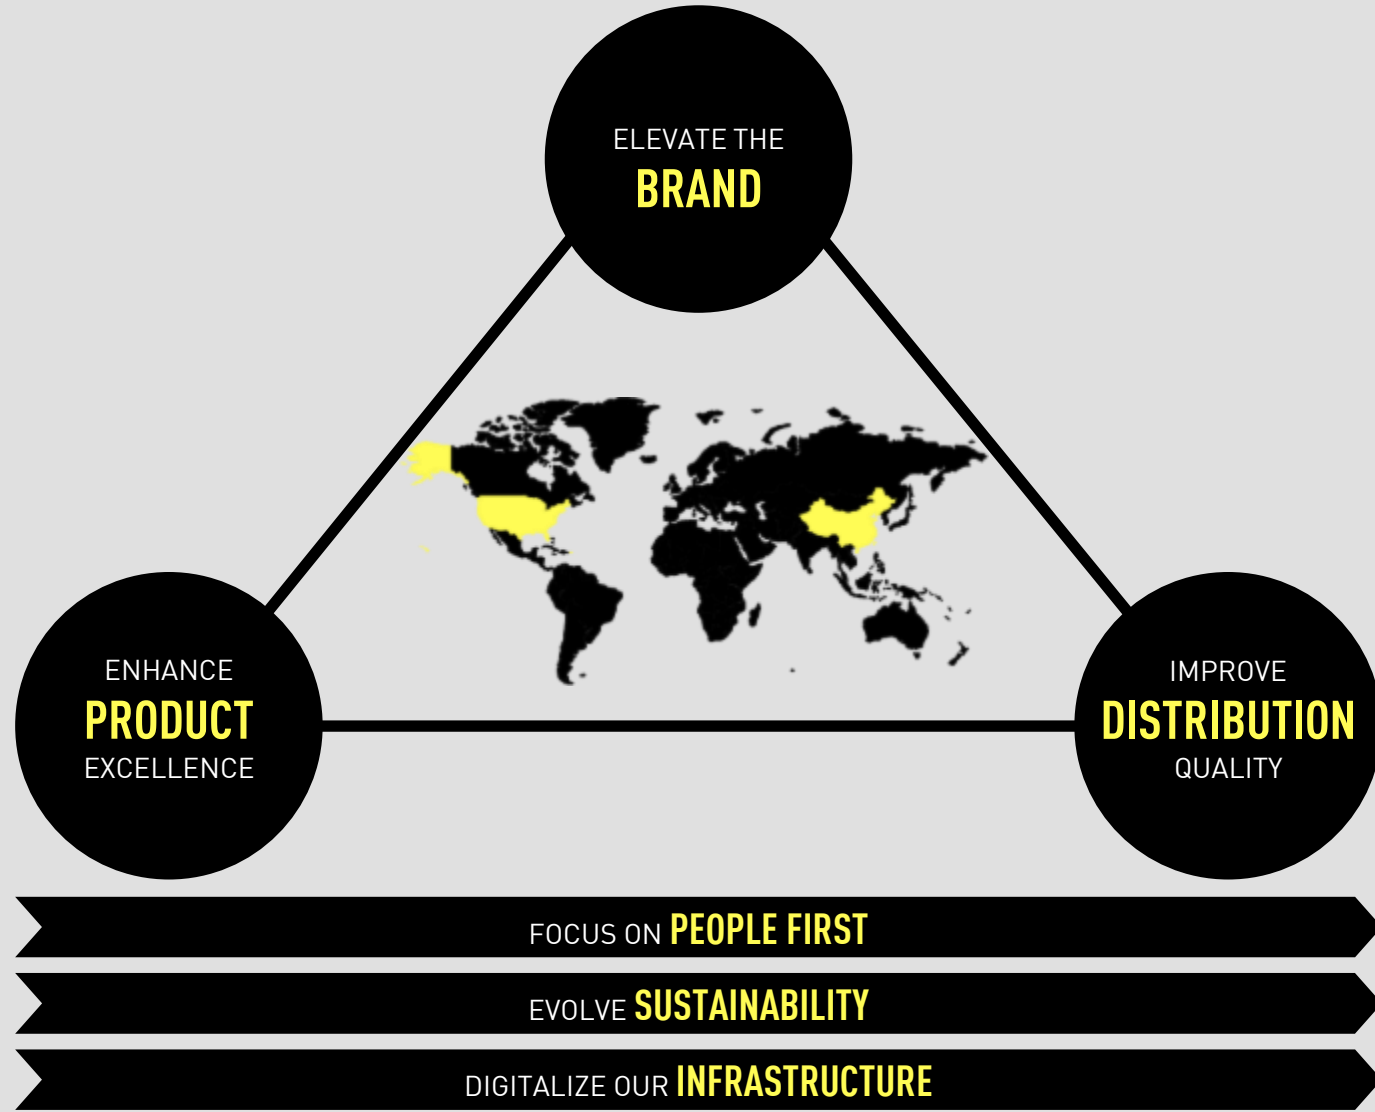 ELEVATE THE
BRAND
ENHANCE
PRODUCT
EXCELLENCE
IMPROVE
DISTRIBUTION
QUALITY
FOCUS ON PEOPLE FIRST
EVOLVE SUSTAINABILITY
DIGITALIZE OUR INFRASTRUCTURE